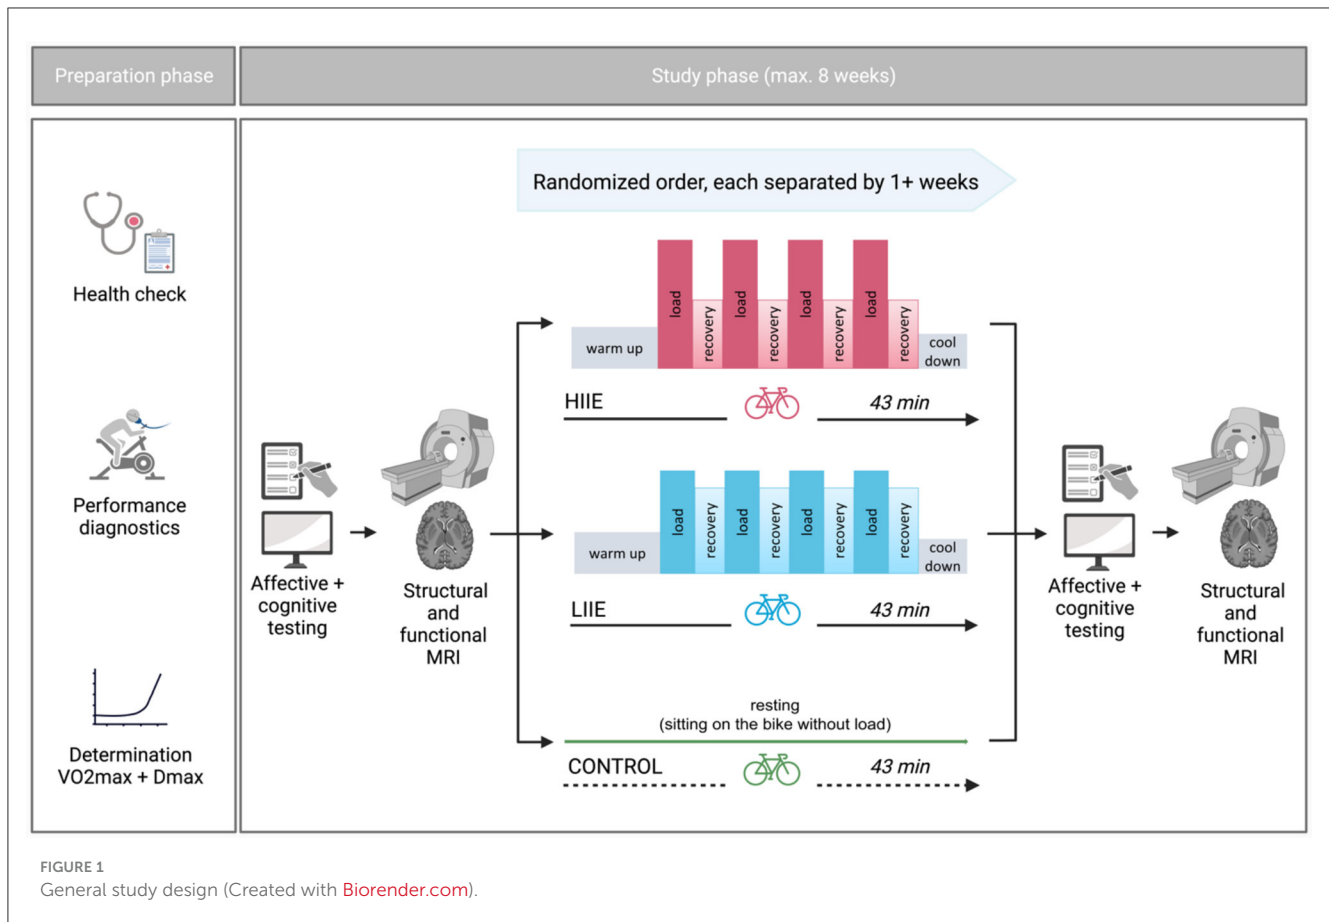 Preparation phase
Study phase (max. 8 weeks)
Health check
Performance
diagnostics
Determination
VO2max + Dmax
Randomized order, each separated by 1+ weeks
Affective +
cognitive
testing
Structural
and
functional
MRI
warm up
load
recovery
load
recovery
load
recovery
load
recovery
cool
down
HIIE
43 min
warm up
load
recovery
load
recovery
load
recovery
load
recovery
cool
down
LIIE
43 min
resting
(sitting on the bike without load)
CONTROL
43 min
Affective +
cognitive
testing
Structural
and
functional
MRI
FIGURE 1
General study design (Created with Biorender.com).